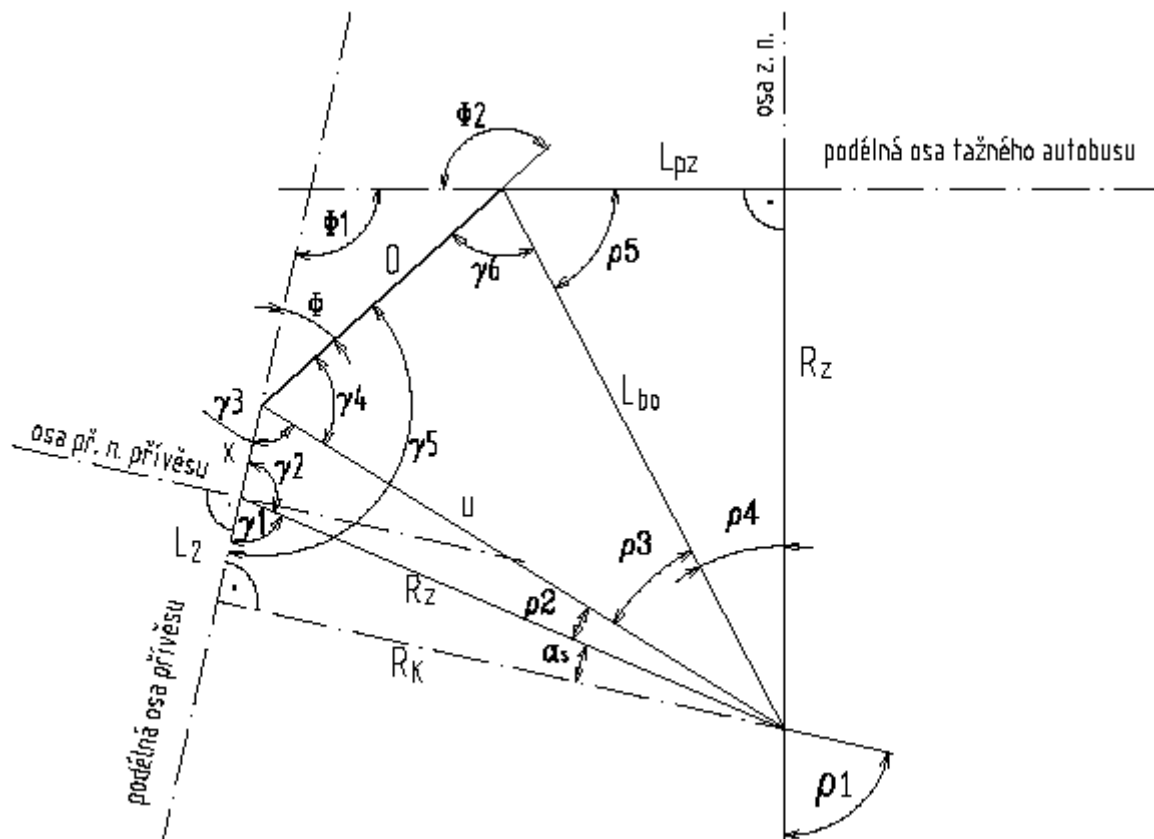 osa z. n.
Φ2
Lpz
podélná osa tažného autobusu
Φ1
O
γ6
ρ5
Φ
Rz
γ4
Lbo
γ3
γ5
osa př. n. přívěsu
x
γ2
u
ρ4
γ1
ρ3
L2
Rz
ρ2
αs
RK
podélná osa přívěsu
ρ1